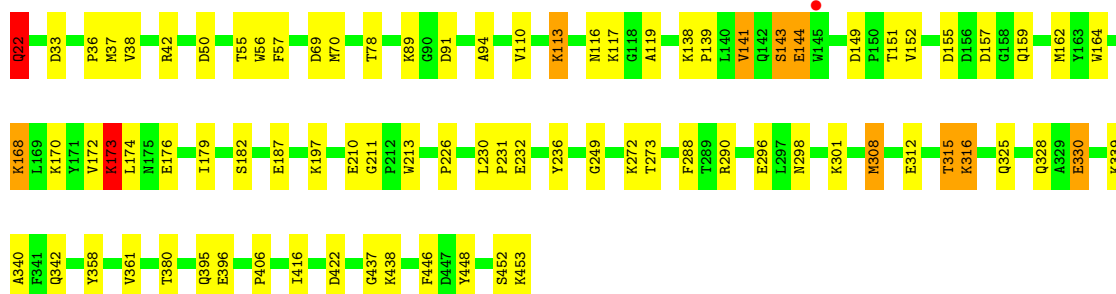 Q22 D33 P36 M37 V38 R42 D50 T55 W56 F57 D69 M70 T78 K89 G90 D91 A94 V110 K113 N116 K117 G118 A119 K138 P139 L140 V141 Q142 S143 E144 W145 D149 P150 T151 V152 D155 D156 D157 G158 Q159 M162 Y163 W164
K168 L169 K170 Y171 V172 K173 L174 N175 E176 I179 S182 E187 K197 E210 G211 P212 W213 P226 L230 P231 E232 Y236 G249 K272 T273 F288 T289 R290 E296 L297 N298 K301 M308 E312 T315 K316 Q325 Q328 A329 E330 K339
A340 F341 Q342 Y358 V361 T380 Q395 E396 P406 I416 D422 G437 K438 F446 D447 Y448 S452 K453